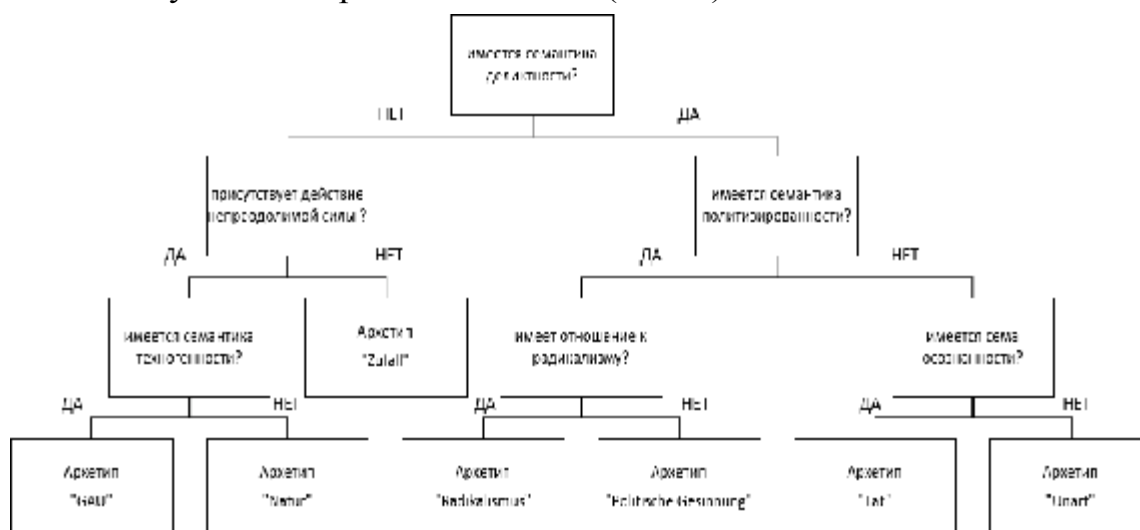 имеется семантика
деликтности?
НЕТ
ДА
присутствует действие
непреодолимой силы ?
имеется семантика
политизированности?
ДА
НЕТ
ДА
НЕТ
имеется семантика
техногенности?
Архетип
"Zufall"
имеет отношение к
радикализму?
имеется сема
осознанности?
ДА
НЕТ
ДА
НЕТ
ДА
НЕТ
Архетип
"GAU"
Архетип
"Natur"
Архетип
"Radikalismus"
Архетип
"Politische Gesinnung"
Архетип
"Tat"
Архетип
"Unart"